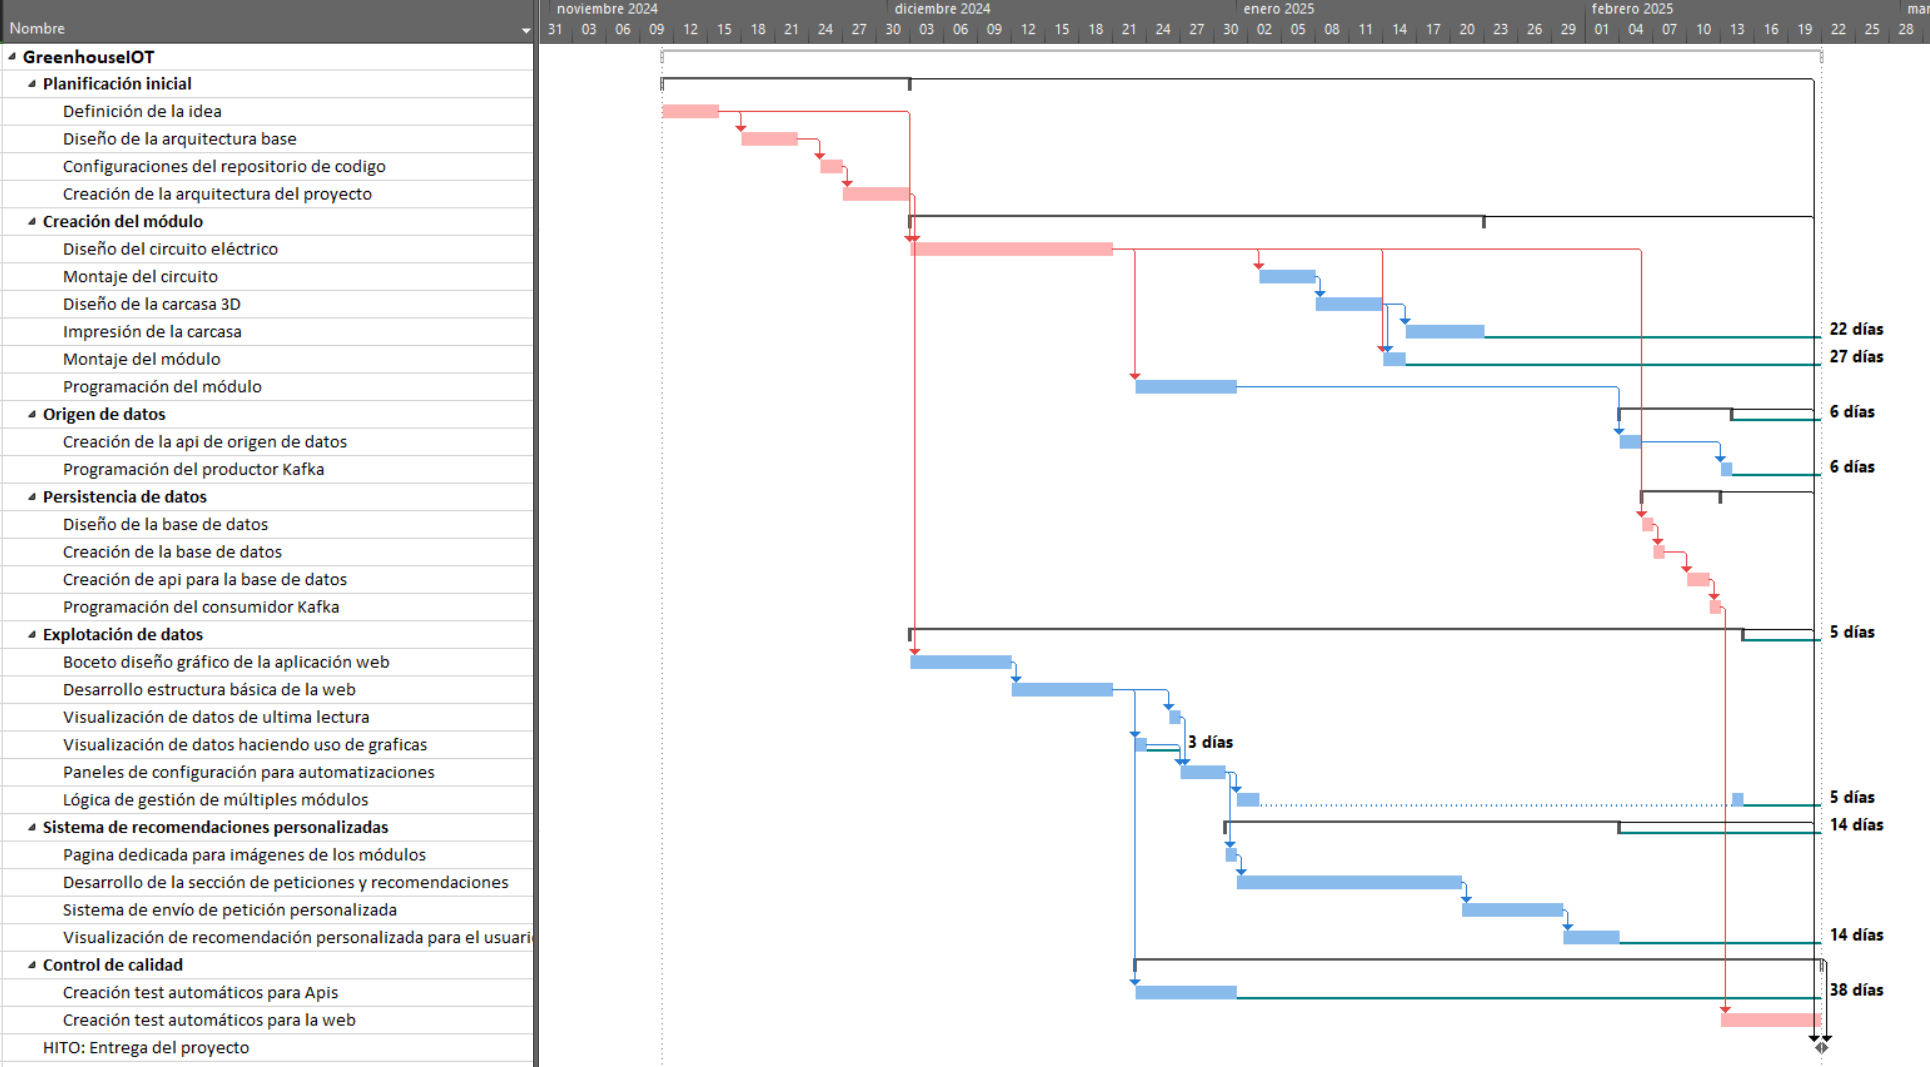 noviembre 2024 diciembre 2024 enero 2025 febrero 2025 mar
Nombre 31 03 06 09 12 15 18 21 24 27 30 03 06 09 12 15 18 21 24 27 30 02 05 08 11 14 17 20 23 26 29 01 04 07 10 13 16 19 22 25 28
GreenhouseIOT
Planificación inicial
Definición de la idea
Diseño de la arquitectura base
Configuraciones del repositorio de codigo
Creación de la arquitectura del proyecto
Creación del módulo
Diseño del circuito eléctrico
Montaje del circuito
Diseño de la carcasa 3D
Impresión de la carcasa 22 días
Montaje del módulo 27 días
Programación del módulo
Origen de datos 6 días
Creación de la api de origen de datos
Programación del productor Kafka 6 días
Persistencia de datos
Diseño de la base de datos
Creación de la base de datos
Creación de api para la base de datos
Programación del consumidor Kafka
Explotación de datos 5 días
Boceto diseño gráfico de la aplicación web
Desarrollo estructura básica de la web
Visualización de datos de ultima lectura
Visualización de datos haciendo uso de graficas 3 días
Paneles de configuración para automatizaciones
Lógica de gestión de múltiples módulos 5 días
Sistema de recomendaciones personalizadas 14 días
Pagina dedicada para imágenes de los módulos
Desarrollo de la sección de peticiones y recomendaciones
Sistema de envío de petición personalizada
Visualización de recomendación personalizada para el usuari 14 días
Control de calidad
Creación test automáticos para Apis 38 días
Creación test automáticos para la web
HITO: Entrega del proyecto